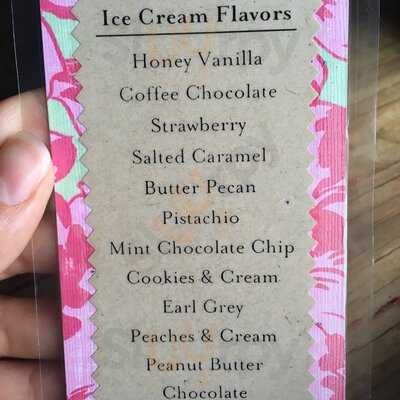 Ice Cream Flavors
Honey Vanilla
Coffee Chocolate
Strawberry
Salted Caramel
Butter Pecan
Pistachio
Mint Chocolate Chip
Cookies & Cream
Earl Grey
Peaches & Cream
Peanut Butter
Chocolate